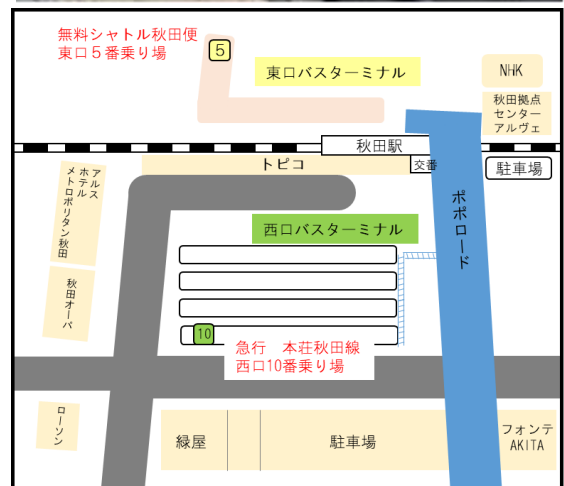 無料シャトル秋田便
東口５番乗り場
5
東口バスターミナル
NHK
秋田拠点
センター
アルヴェ
秋田駅
トピコ
交番
駐車場
アルス
ホテル
メトロポリタン秋田
ポポロード
西口バスターミナル
秋田オーパ
10
急行　本荘秋田線
西口10番乗り場
ローソン
緑屋
駐車場
フォンテ
AKITA